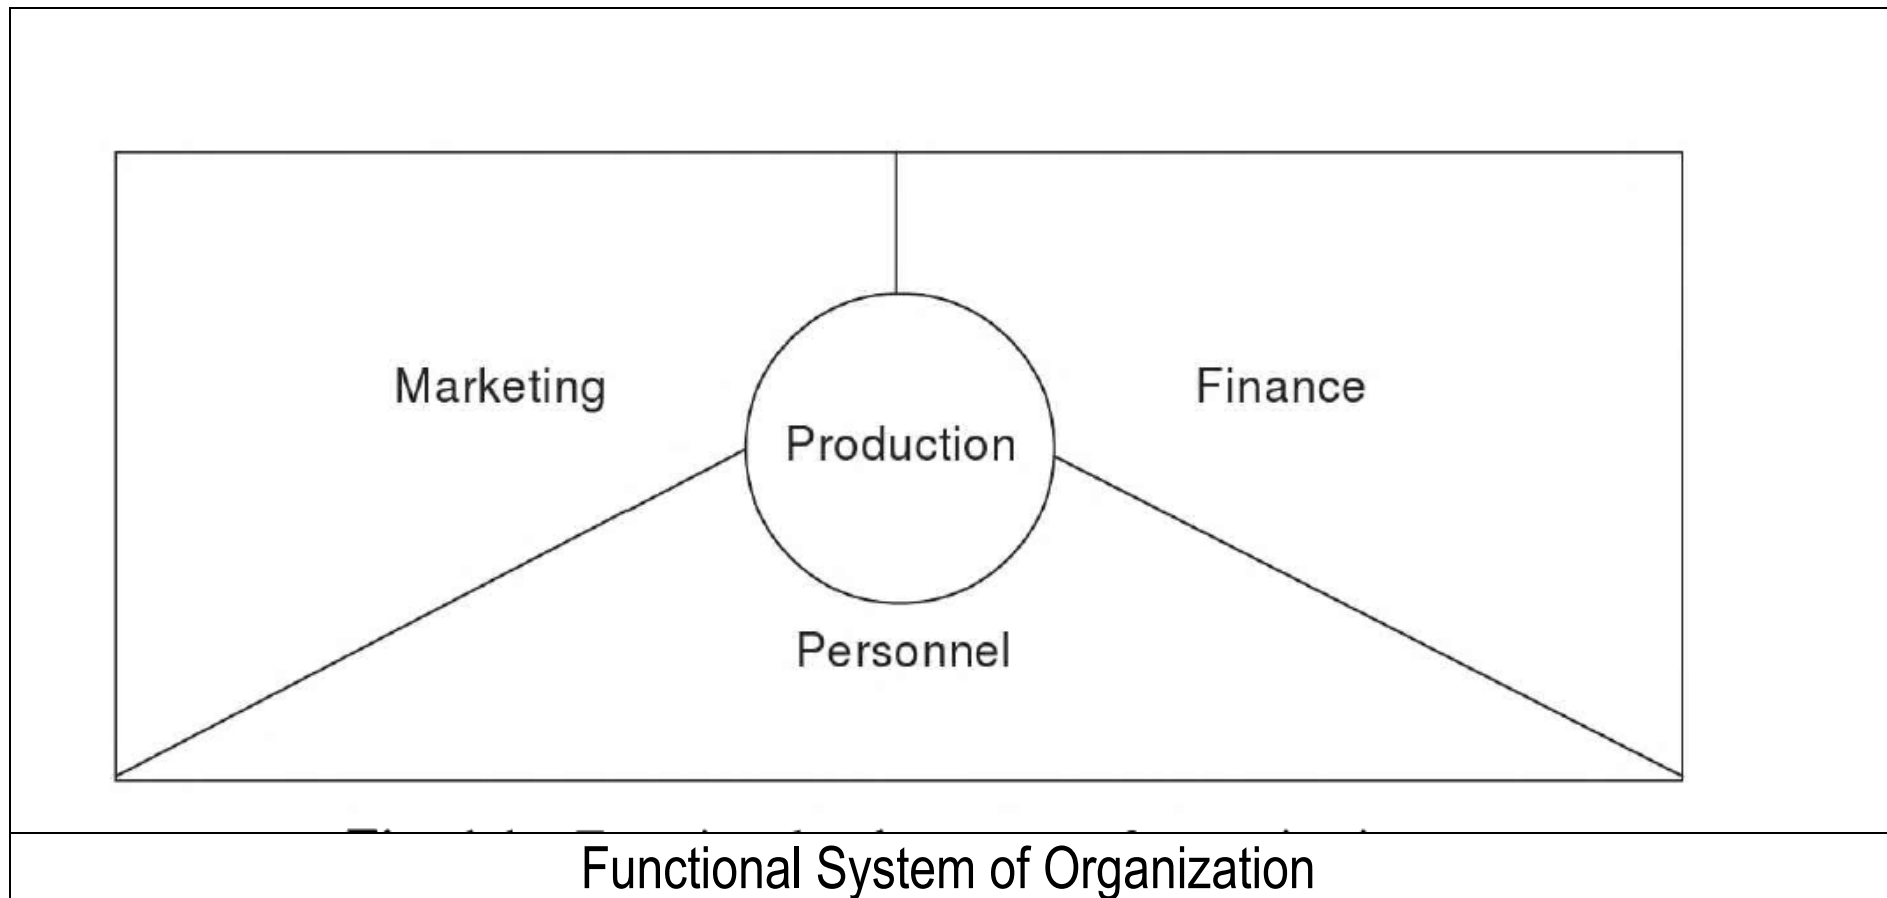 Marketing
Finance
Production
Personnel
Functional System of Organization